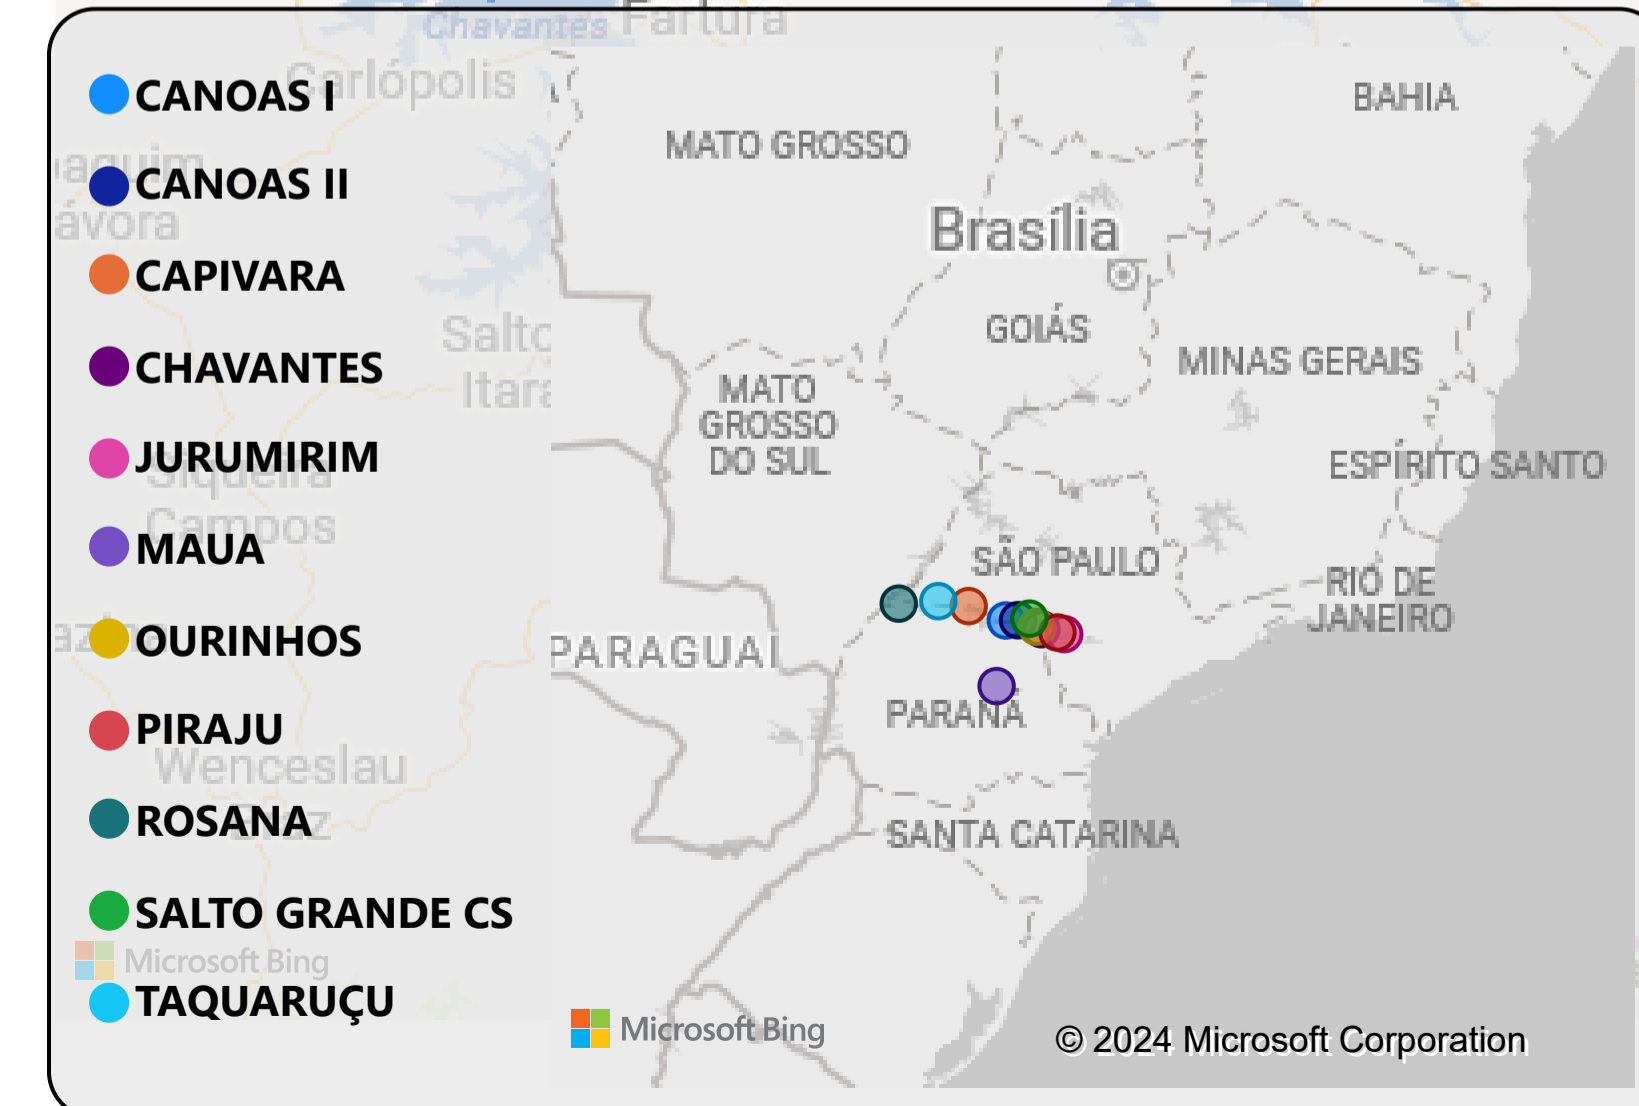 Chavantes
Fartura
Carlópolis
CANOAS I
CANOAS II
ávora
CAPIVARA
CHAVANTES
JURUMIRIM
Siqueira
Campos
MAUA
OURINHOS
PIRAJU
Wenceslau
Braz
ROSANA
SALTO GRANDE CS
Microsoft Bing
TAQUARUÇU
Salto
BAHIA
MATO GROSSO
Brasília
GOIÁS
MINAS GERAIS
MATO
GROSSO
DO SUL
ESPÍRITO SANTO
SÃO PAULO
RIO DE
JANEIRO
PARAGUAI
PARANÁ
SANTA CATARINA
Microsoft Bing
© 2024 Microsoft Corporation